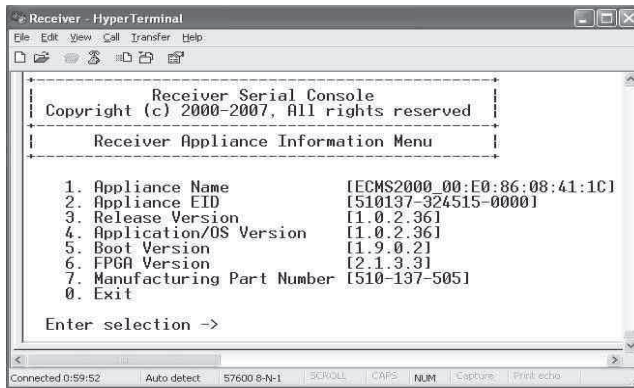 Receiver - HyperTerminal
File Edit View Call Transfer Help
Receiver Serial Console
Copyright (c) 2000-2007, All rights reserved
Receiver Appliance Information Menu
1. Appliance Name [ECMS2000_00:E0:86:08:41:1C]
2. Appliance EID [510137-324515-0000]
3. Release Version [1.0.2.36]
4. Application/OS Version [1.0.2.36]
5. Boot Version [1.9.0.2]
6. FPGA Version [2.1.3.3]
7. Manufacturing Part Number [510-137-505]
0. Exit
Enter selection ->
Connected 0:59:52 Auto detect 57600 8-N-1 SCROLL CAPS NUM Capture Print echo